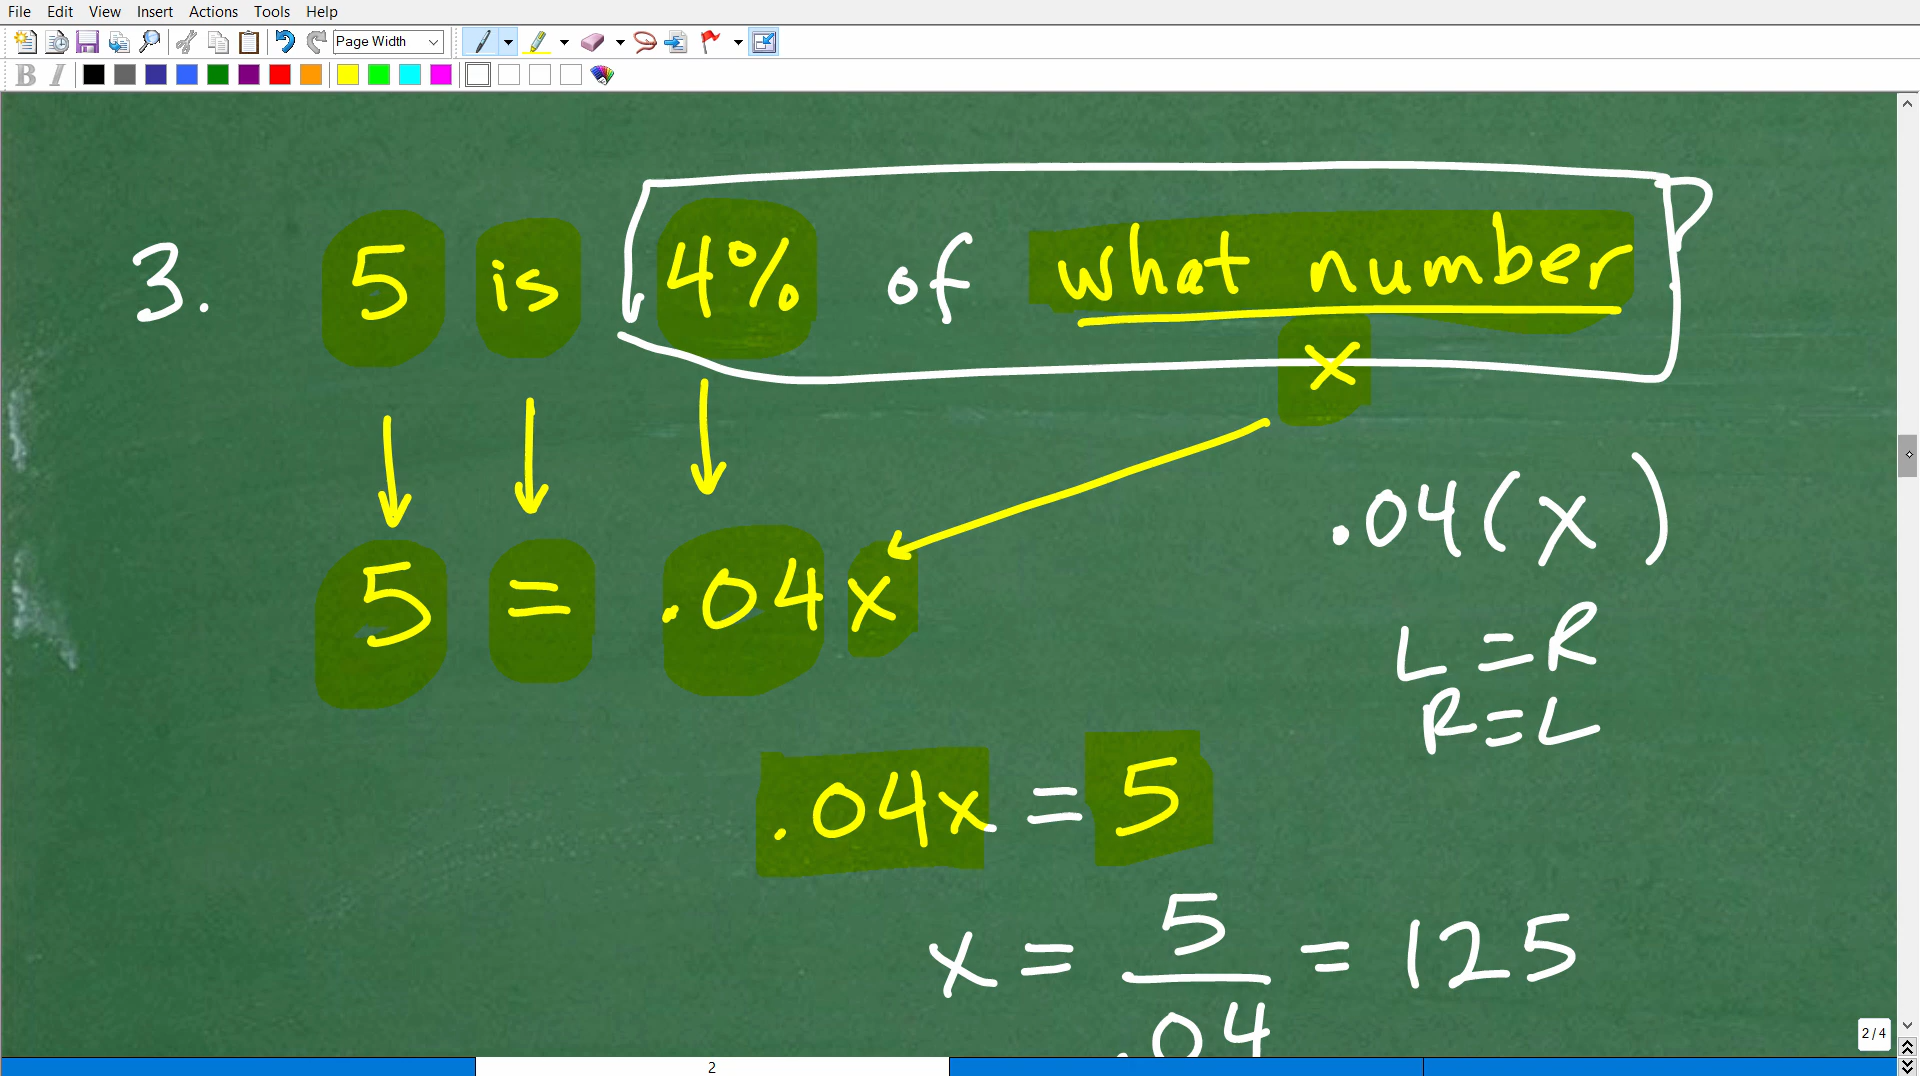 File Edit View Insert Actions Tools Help
Page Width
B I
3. 5 is 4% of what number
x
.04(x)
5 = .04x
L = R
R = L
.04x = 5
x = 5/.04 = 125
2 / 4
2